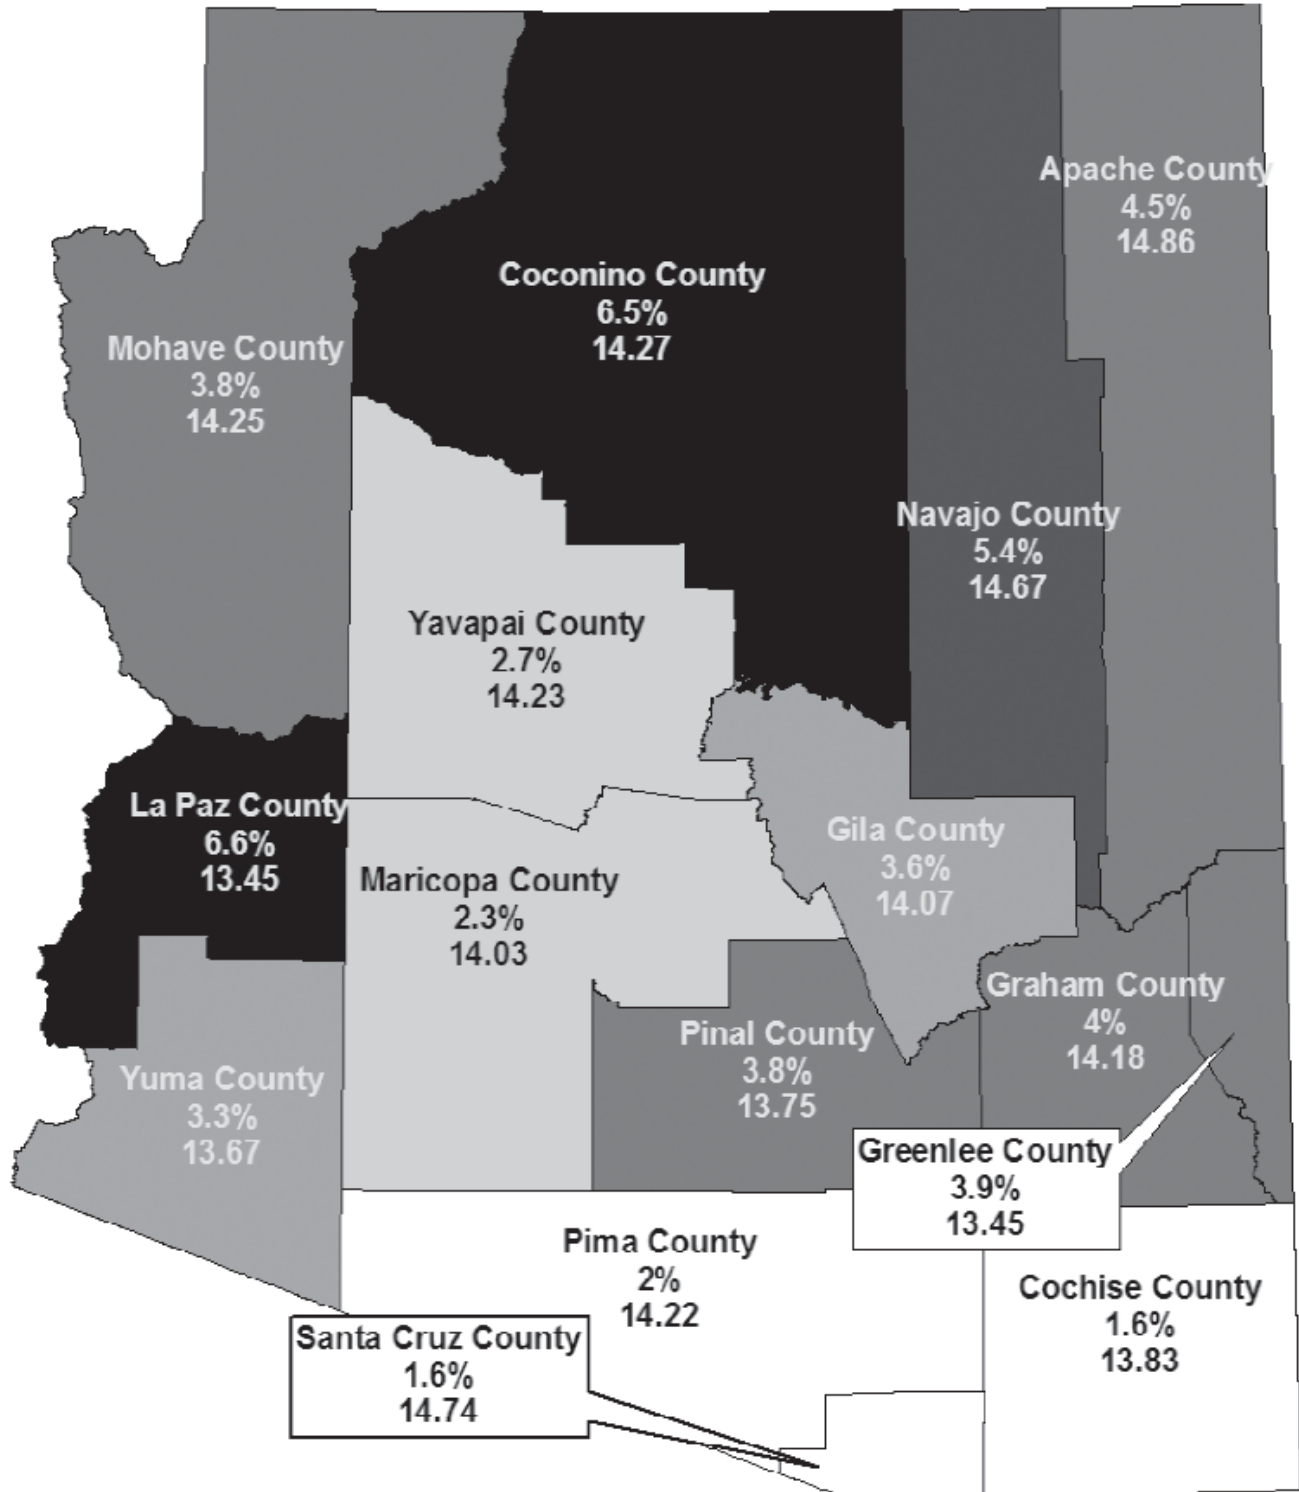 Apache County
4.5%
14.86
Coconino County
6.5%
14.27
Mohave County
3.8%
14.25
Navajo County
5.4%
14.67
Yavapai County
2.7%
14.23
La Paz County
6.6%
13.45
Gila County
3.6%
14.07
Maricopa County
2.3%
14.03
Graham County
4%
14.18
Pinal County
3.8%
13.75
Yuma County
3.3%
13.67
Greenlee County
3.9%
13.45
Pima County
2%
14.22
Cochise County
1.6%
13.83
Santa Cruz County
1.6%
14.74